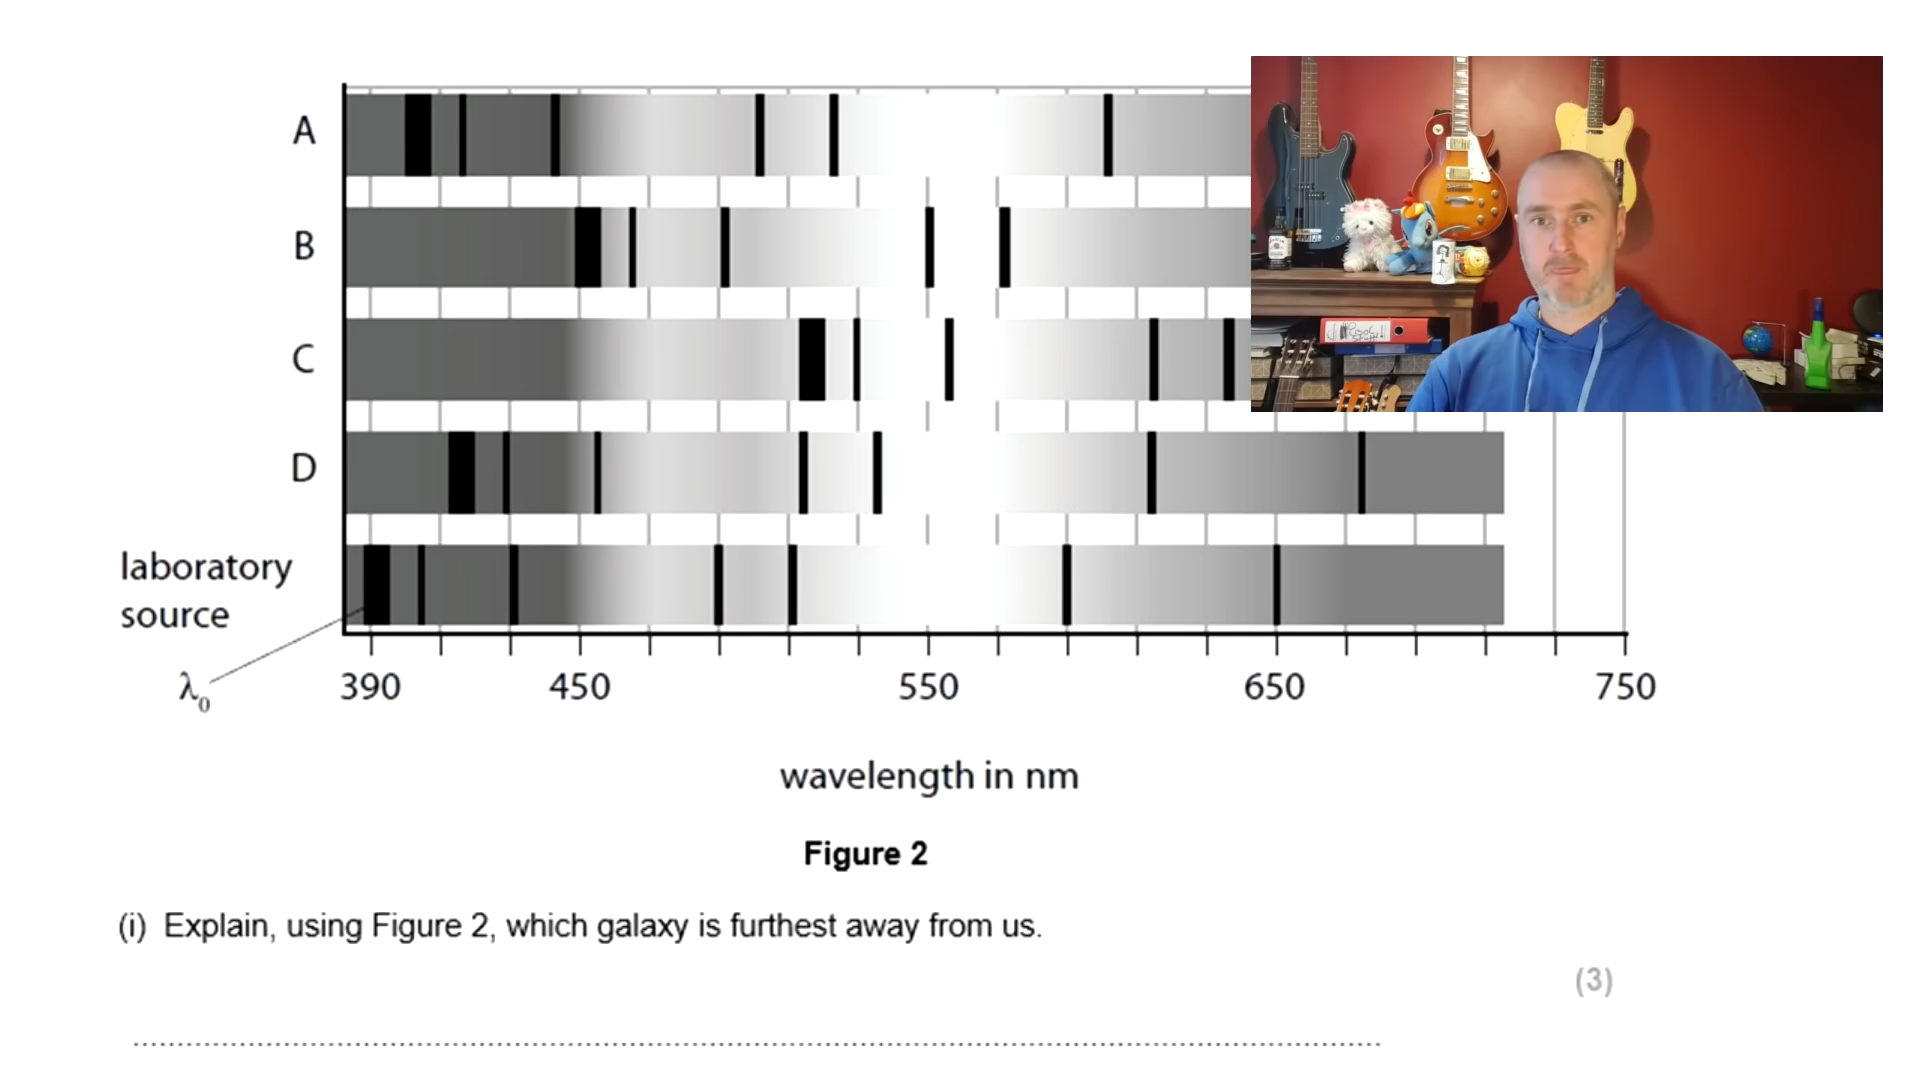 A
B
C
D
laboratory
source
λ₀
390 450 550 650 750
wavelength in nm
Figure 2
(i) Explain, using Figure 2, which galaxy is furthest away from us.
(3)